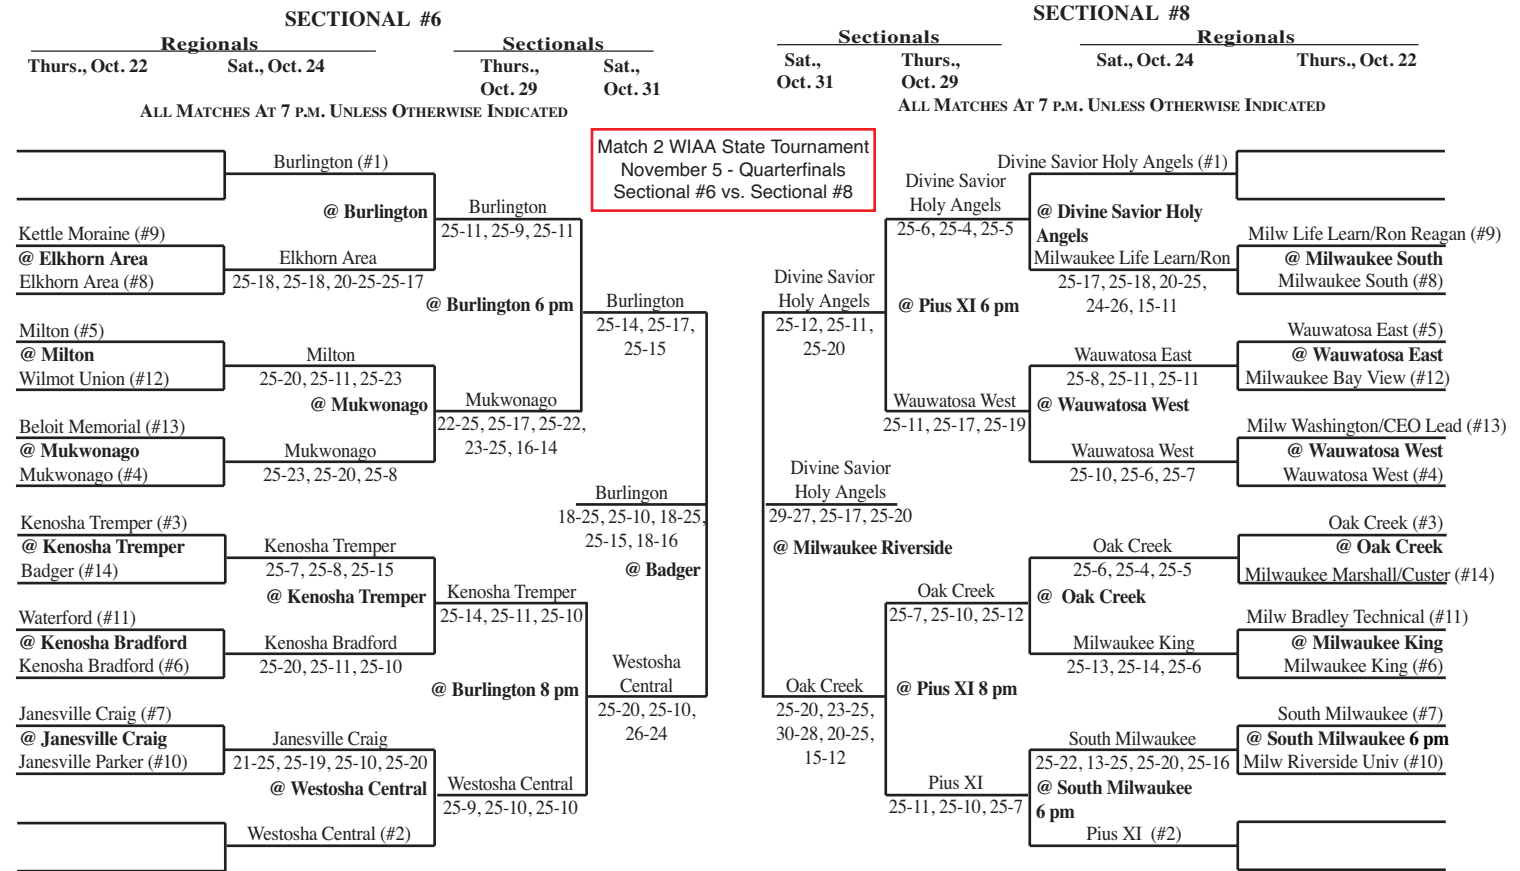 SECTIONAL #6
Regionals
Sectionals
Thurs., Oct. 22
Sat., Oct. 24
Thurs.,
Oct. 29
Sat.,
Oct. 31
ALL MATCHES AT 7 P.M. UNLESS OTHERWISE INDICATED
Kettle Moraine (#9)
@ Elkhorn Area
Elkhorn Area (#8)
Milton (#5)
@ Milton
Wilmot Union (#12)
Beloit Memorial (#13)
@ Mukwonago
Mukwonago (#4)
Kenosha Tremper (#3)
@ Kenosha Tremper
Badger (#14)
Waterford (#11)
@ Kenosha Bradford
Kenosha Bradford (#6)
Janesville Craig (#7)
@ Janesville Craig
Janesville Parker (#10)
Burlington (#1)
@ Burlington
Elkhorn Area
25-18, 25-18, 20-25-25-17
Milton
25-20, 25-11, 25-23
@ Mukwonago
Mukwonago
25-23, 25-20, 25-8
Kenosha Tremper
25-7, 25-8, 25-15
@ Kenosha Tremper
Kenosha Bradford
25-20, 25-11, 25-10
Janesville Craig
21-25, 25-19, 25-10, 25-20
@ Westosha Central
Westosha Central (#2)
Burlington
25-11, 25-9, 25-11
@ Burlington 6 pm
Mukwonago
22-25, 25-17, 25-22,
23-25, 16-14
Kenosha Tremper
25-14, 25-11, 25-10
@ Burlington 8 pm
Westosha Central
25-9, 25-10, 25-10
Burlington
25-14, 25-17,
25-15
Burlingon
18-25, 25-10, 18-25,
25-15, 18-16
@ Badger
Westosha
Central
25-20, 25-10,
26-24
Match 2 WIAA State Tournament
November 5 - Quarterfinals
Sectional #6 vs. Sectional #8
SECTIONAL #8
Sectionals
Regionals
Sat.,
Oct. 31
Thurs.,
Oct. 29
Sat., Oct. 24
Thurs., Oct. 22
ALL MATCHES AT 7 P.M. UNLESS OTHERWISE INDICATED
Divine Savior
Holy Angels
25-12, 25-11,
25-20
Divine Savior
Holy Angels
29-27, 25-17, 25-20
@ Milwaukee Riverside
Oak Creek
25-20, 23-25,
30-28, 20-25,
15-12
Divine Savior
Holy Angels
25-6, 25-4, 25-5
@ Pius XI 6 pm
Wauwatosa West
25-11, 25-17, 25-19
Oak Creek
25-7, 25-10, 25-12
@ Pius XI 8 pm
Pius XI
25-11, 25-10, 25-7
Divine Savior Holy Angels (#1)
@ Divine Savior Holy
Angels
Milwaukee Life Learn/Ron
25-17, 25-18, 20-25,
24-26, 15-11
Wauwatosa East
25-8, 25-11, 25-11
@ Wauwatosa West
Wauwatosa West
25-10, 25-6, 25-7
Oak Creek
25-6, 25-4, 25-5
@ Oak Creek
Milwaukee King
25-13, 25-14, 25-6
South Milwaukee
25-22, 13-25, 25-20, 25-16
@ South Milwaukee
6 pm
Pius XI (#2)
Milw Life Learn/Ron Reagan (#9)
@ Milwaukee South
Milwaukee South (#8)
Wauwatosa East (#5)
@ Wauwatosa East
Milwaukee Bay View (#12)
Milw Washington/CEO Lead (#13)
@ Wauwatosa West
Wauwatosa West (#4)
Oak Creek (#3)
@ Oak Creek
Milwaukee Marshall/Custer (#14)
Milw Bradley Technical (#11)
@ Milwaukee King
Milwaukee King (#6)
South Milwaukee (#7)
@ South Milwaukee 6 pm
Milw Riverside Univ (#10)